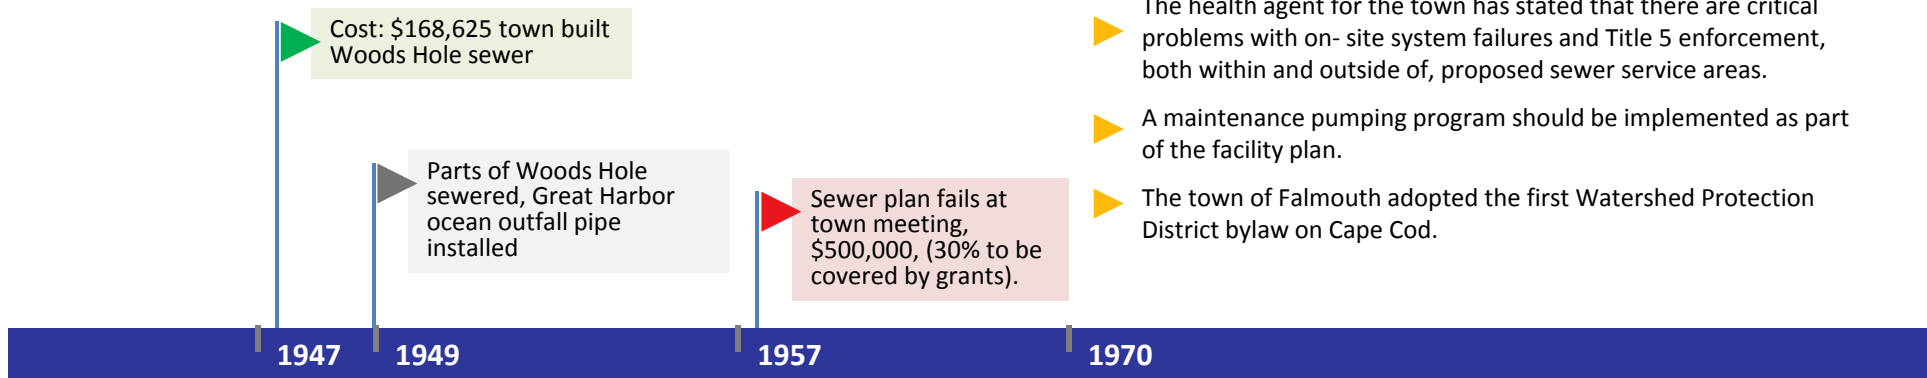 Cost: $168,625 town built
Woods Hole sewer
Parts of Woods Hole
sewered, Great Harbor
ocean outfall pipe
installed
Sewer plan fails at
town meeting,
$500,000, (30% to be
covered by grants).
The health agent for the town has stated that there are critical
problems with on- site system failures and Title 5 enforcement,
both within and outside of, proposed sewer service areas.
A maintenance pumping program should be implemented as part
of the facility plan.
The town of Falmouth adopted the first Watershed Protection
District bylaw on Cape Cod.
1947 1949 1957 1970